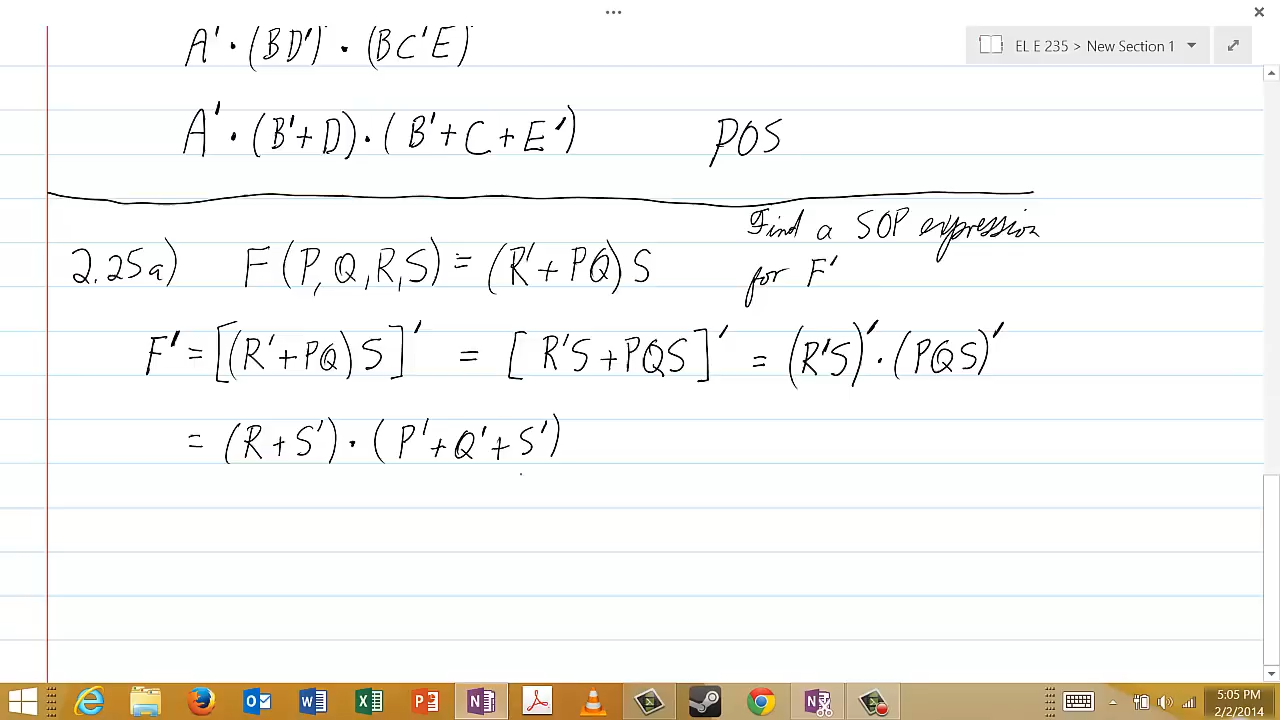 ...
EL E 235 > New Section 1
A' · (BD')' · (BC'E)'
A' · (B'+D) · (B'+C+E') POS
Find a SOP expression
2.25a) F(P,Q,R,S) = (R'+PQ)S for F'
F' = [(R'+PQ)S]' = [R'S+PQS]' = (R'S)' · (PQS)'
= (R+S') · (P'+Q'+S')
5:05 PM
2/2/2014